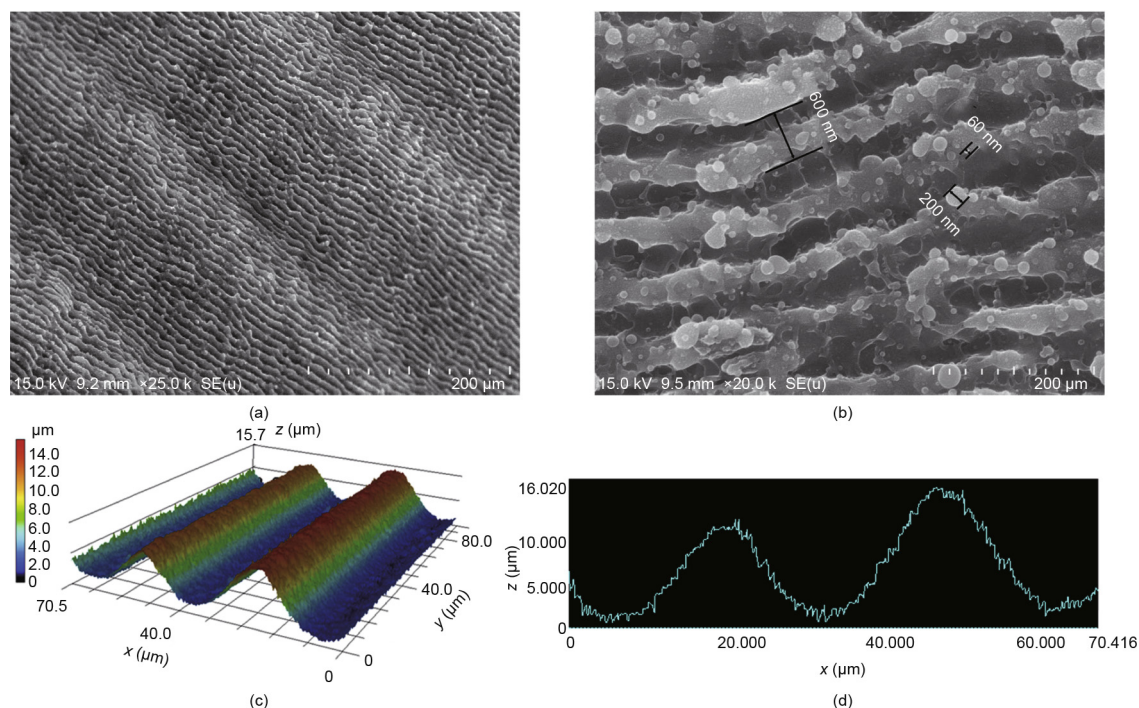 600 nm
60 nm
200 nm
15.0 kV 9.2 mm ×25.0 k SE(u) 200 μm
15.0 kV 9.5 mm ×20.0 k SE(u) 200 μm
(a)
(b)
μm
14.0
12.0
10.0
8.0
6.0
4.0
2.0
0
15.7 z (μm)
80.0
40.0
0
y (μm)
70.5
40.0
0
x (μm)
16.020
10.000
5.000
0
z (μm)
0 20.000 40.000 60.000 70.416
x (μm)
(c)
(d)